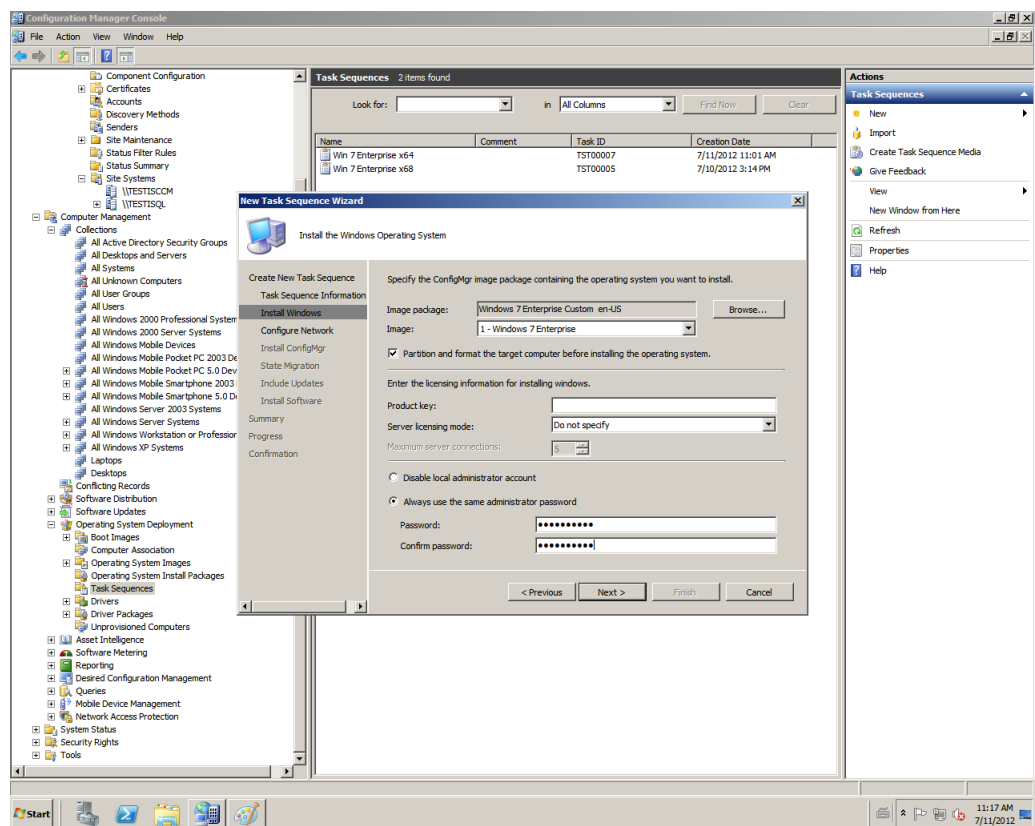 Configuration Manager Console
File Action View Window Help
Component Configuration
Certificates
Accounts
Discovery Methods
Senders
Site Maintenance
Status Filter Rules
Status Summary
Site Systems
\\TESTISCCM
\\TESTISQL
Computer Management
Collections
All Active Directory Security Groups
All Desktops and Servers
All Systems
All Unknown Computers
All User Groups
All Users
All Windows 2000 Professional System
All Windows 2000 Server Systems
All Windows Mobile Devices
All Windows Mobile Pocket PC 2003 De
All Windows Mobile Pocket PC 5.0 Dev
All Windows Mobile Smartphone 2003
All Windows Mobile Smartphone 5.0 D
All Windows Server 2003 Systems
All Windows Server Systems
All Windows Workstation or Professior
All Windows XP Systems
Laptops
Desktops
Conflicting Records
Software Distribution
Software Updates
Operating System Deployment
Boot Images
Computer Association
Operating System Images
Operating System Install Packages
Task Sequences
Drivers
Driver Packages
Unprovisioned Computers
Asset Intelligence
Software Metering
Reporting
Desired Configuration Management
Queries
Mobile Device Management
Network Access Protection
System Status
Security Rights
Tools
Task Sequences 2 items found
Look for: in All Columns Find Now Clear
Name Comment Task ID Creation Date
Win 7 Enterprise x64 TST00007 7/11/2012 11:01 AM
Win 7 Enterprise x68 TST00005 7/10/2012 3:14 PM
New Task Sequence Wizard
Install the Windows Operating System
Create New Task Sequence
Task Sequence Information
Install Windows
Configure Network
Install ConfigMgr
State Migration
Include Updates
Install Software
Summary
Progress
Confirmation
Specify the ConfigMgr image package containing the operating system you want to install.
Image package: Windows 7 Enterprise Custom en-US Browse...
Image: 1 - Windows 7 Enterprise
Partition and format the target computer before installing the operating system.
Enter the licensing information for installing windows.
Product key:
Server licensing mode: Do not specify
Maximum server connections: 5
Disable local administrator account
Always use the same administrator password
Password: ••••••••••
Confirm password: ••••••••••
< Previous Next > Finish Cancel
Actions
Task Sequences
New
Import
Create Task Sequence Media
Give Feedback
View
New Window from Here
Refresh
Properties
Help
Start
11:17 AM
7/11/2012